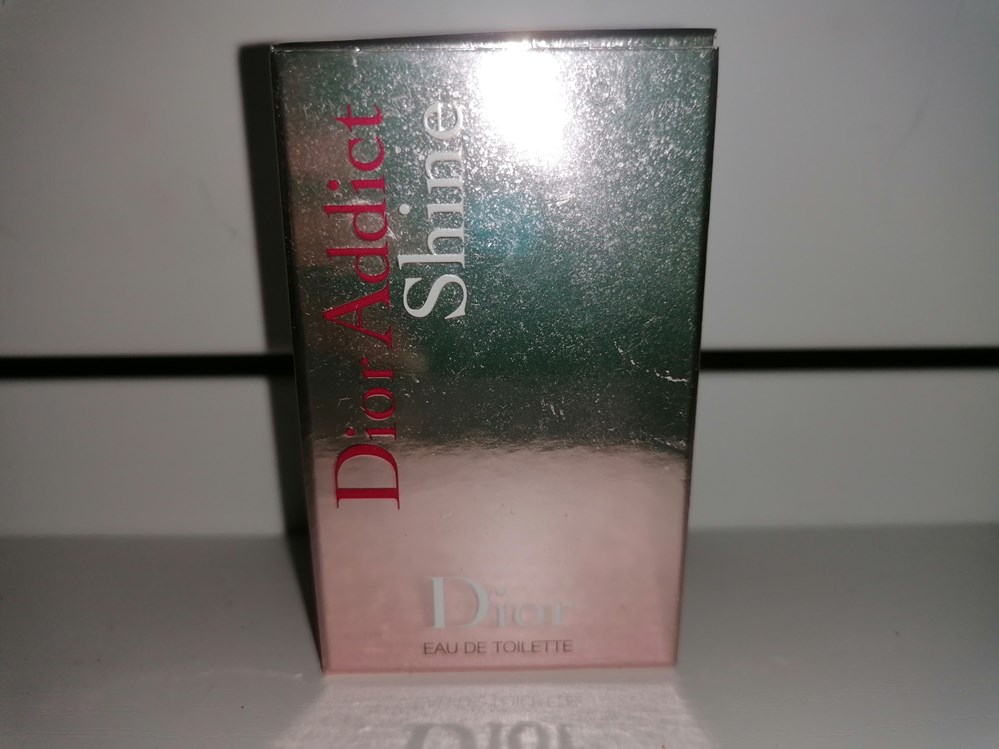 Dior Addict
Shine
Dior
EAU DE TOILETTE